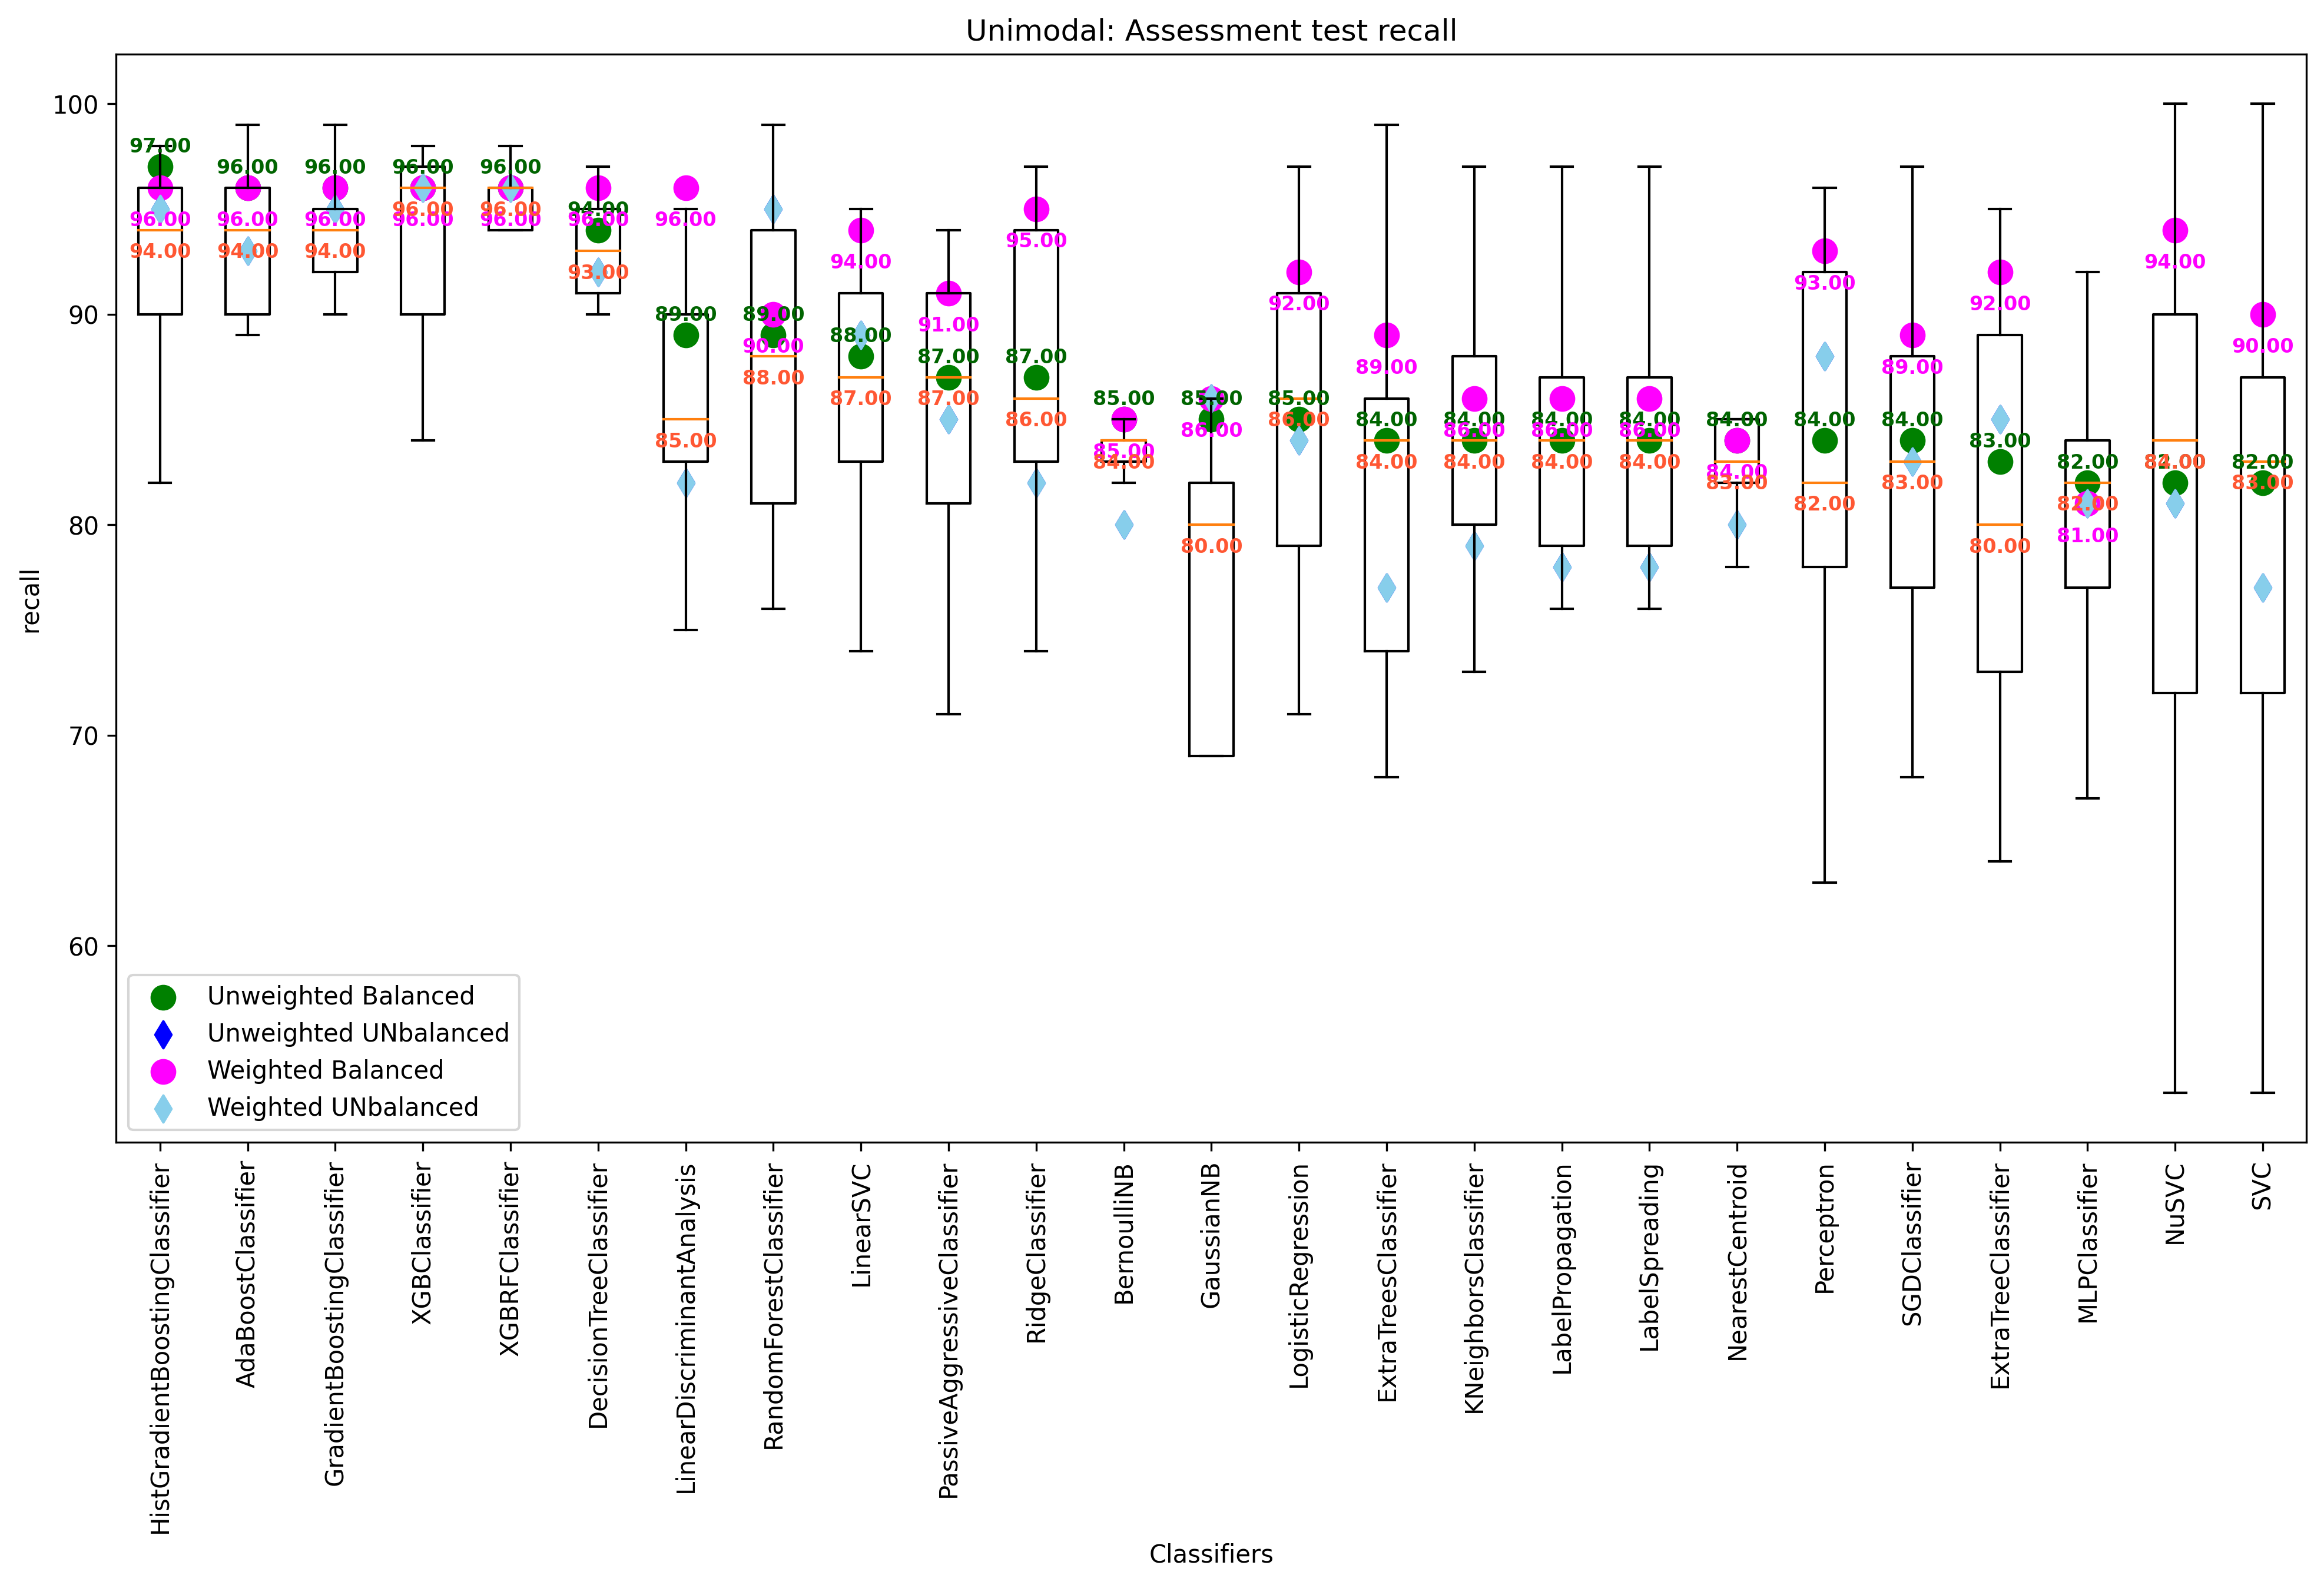 Unimodal: Assessment test recall
recall
100
90
80
70
60
97.00
96.00
94.00
96.00
96.00
94.00
96.00
96.00
94.00
96.00
96.00
96.00
96.00
96.00
96.00
94.00
96.00
93.00
96.00
89.00
85.00
89.00
90.00
88.00
94.00
88.00
87.00
91.00
87.00
87.00
95.00
87.00
86.00
85.00
85.00
84.00
85.00
86.00
80.00
92.00
85.00
86.00
89.00
84.00
84.00
84.00
86.00
84.00
84.00
86.00
84.00
84.00
86.00
84.00
84.00
84.00
83.00
93.00
84.00
82.00
89.00
84.00
83.00
92.00
83.00
80.00
82.00
82.00
81.00
94.00
84.00
90.00
82.00
83.00
Unweighted Balanced
Unweighted UNbalanced
Weighted Balanced
Weighted UNbalanced
HistGradientBoostingClassifier
AdaBoostClassifier
GradientBoostingClassifier
XGBClassifier
XGBRFClassifier
DecisionTreeClassifier
LinearDiscriminantAnalysis
RandomForestClassifier
LinearSVC
PassiveAggressiveClassifier
RidgeClassifier
BernoulliNB
GaussianNB
LogisticRegression
ExtraTreesClassifier
KNeighborsClassifier
LabelPropagation
LabelSpreading
NearestCentroid
Perceptron
SGDClassifier
ExtraTreeClassifier
MLPClassifier
NuSVC
SVC
Classifiers